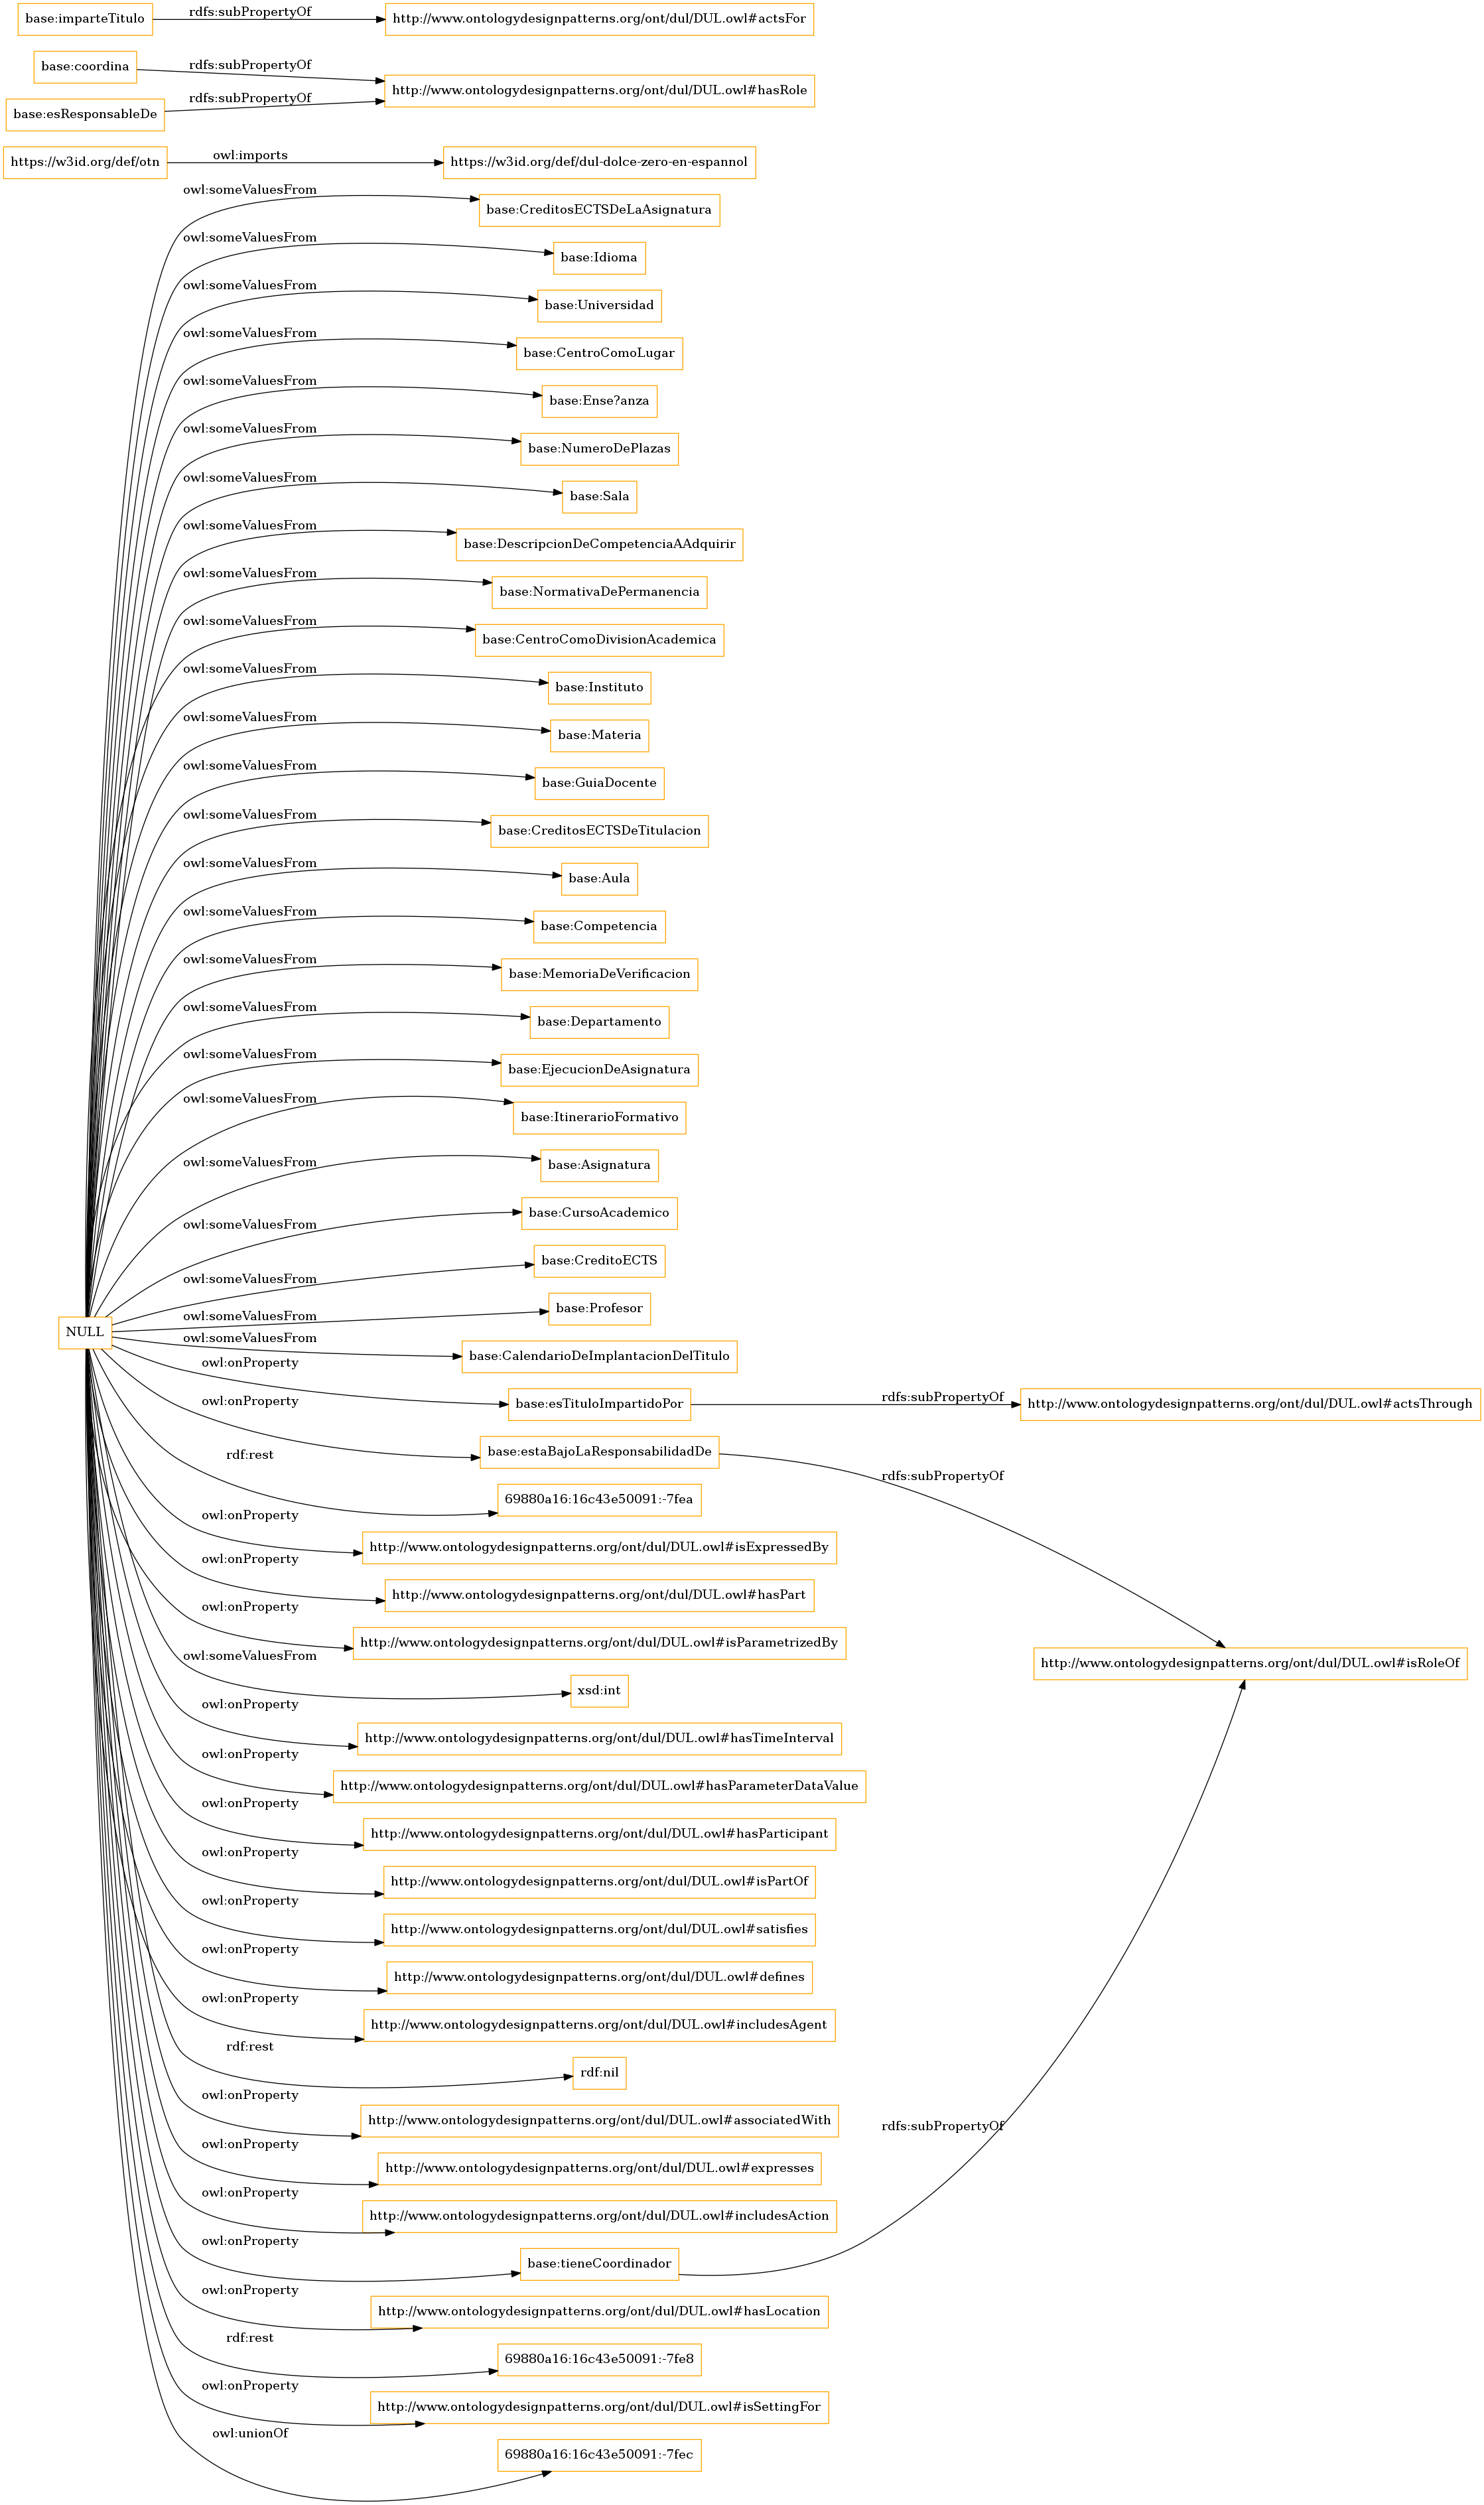 base:imparteTitulo
rdfs:subPropertyOf
http://www.ontologydesignpatterns.org/ont/dul/DUL.owl#actsFor
base:coordina
rdfs:subPropertyOf
http://www.ontologydesignpatterns.org/ont/dul/DUL.owl#hasRole
base:esResponsableDe
rdfs:subPropertyOf
https://w3id.org/def/otn
owl:imports
https://w3id.org/def/dul-dolce-zero-en-espannol
owl:someValuesFrom
base:CreditosECTSDeLaAsignatura
owl:someValuesFrom
base:Idioma
owl:someValuesFrom
base:Universidad
owl:someValuesFrom
base:CentroComoLugar
owl:someValuesFrom
base:Ense?anza
owl:someValuesFrom
base:NumeroDePlazas
owl:someValuesFrom
base:Sala
owl:someValuesFrom
base:DescripcionDeCompetenciaAAdquirir
owl:someValuesFrom
base:NormativaDePermanencia
owl:someValuesFrom
base:CentroComoDivisionAcademica
owl:someValuesFrom
base:Instituto
owl:someValuesFrom
base:Materia
owl:someValuesFrom
base:GuiaDocente
owl:someValuesFrom
base:CreditosECTSDeTitulacion
owl:someValuesFrom
base:Aula
owl:someValuesFrom
base:Competencia
owl:someValuesFrom
base:MemoriaDeVerificacion
owl:someValuesFrom
base:Departamento
owl:someValuesFrom
base:EjecucionDeAsignatura
owl:someValuesFrom
base:ItinerarioFormativo
owl:someValuesFrom
base:Asignatura
owl:someValuesFrom
base:CursoAcademico
owl:someValuesFrom
base:CreditoECTS
NULL
owl:someValuesFrom
base:Profesor
owl:someValuesFrom
base:CalendarioDeImplantacionDelTitulo
owl:onProperty
base:esTituloImpartidoPor
rdfs:subPropertyOf
http://www.ontologydesignpatterns.org/ont/dul/DUL.owl#actsThrough
owl:onProperty
base:estaBajoLaResponsabilidadDe
rdfs:subPropertyOf
rdf:rest
69880a16:16c43e50091:-7fea
owl:onProperty
http://www.ontologydesignpatterns.org/ont/dul/DUL.owl#isExpressedBy
owl:onProperty
http://www.ontologydesignpatterns.org/ont/dul/DUL.owl#hasPart
owl:onProperty
http://www.ontologydesignpatterns.org/ont/dul/DUL.owl#isParametrizedBy
http://www.ontologydesignpatterns.org/ont/dul/DUL.owl#isRoleOf
owl:someValuesFrom
xsd:int
owl:onProperty
http://www.ontologydesignpatterns.org/ont/dul/DUL.owl#hasTimeInterval
owl:onProperty
http://www.ontologydesignpatterns.org/ont/dul/DUL.owl#hasParameterDataValue
owl:onProperty
http://www.ontologydesignpatterns.org/ont/dul/DUL.owl#hasParticipant
owl:onProperty
http://www.ontologydesignpatterns.org/ont/dul/DUL.owl#isPartOf
owl:onProperty
http://www.ontologydesignpatterns.org/ont/dul/DUL.owl#satisfies
owl:onProperty
http://www.ontologydesignpatterns.org/ont/dul/DUL.owl#defines
owl:onProperty
http://www.ontologydesignpatterns.org/ont/dul/DUL.owl#includesAgent
rdf:rest
rdf:nil
owl:onProperty
http://www.ontologydesignpatterns.org/ont/dul/DUL.owl#associatedWith
rdfs:subPropertyOf
owl:onProperty
http://www.ontologydesignpatterns.org/ont/dul/DUL.owl#expresses
owl:onProperty
http://www.ontologydesignpatterns.org/ont/dul/DUL.owl#includesAction
owl:onProperty
base:tieneCoordinador
owl:onProperty
http://www.ontologydesignpatterns.org/ont/dul/DUL.owl#hasLocation
rdf:rest
69880a16:16c43e50091:-7fe8
owl:onProperty
http://www.ontologydesignpatterns.org/ont/dul/DUL.owl#isSettingFor
owl:unionOf
69880a16:16c43e50091:-7fec